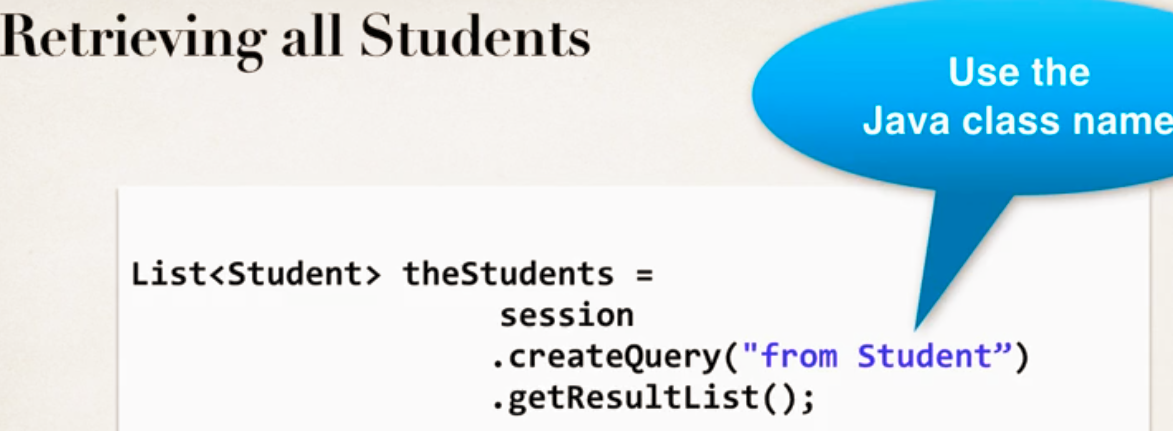 Retrieving all Students
Use the
Java class name
List<Student> theStudents =
session
.createQuery("from Student”)
.getResultList();